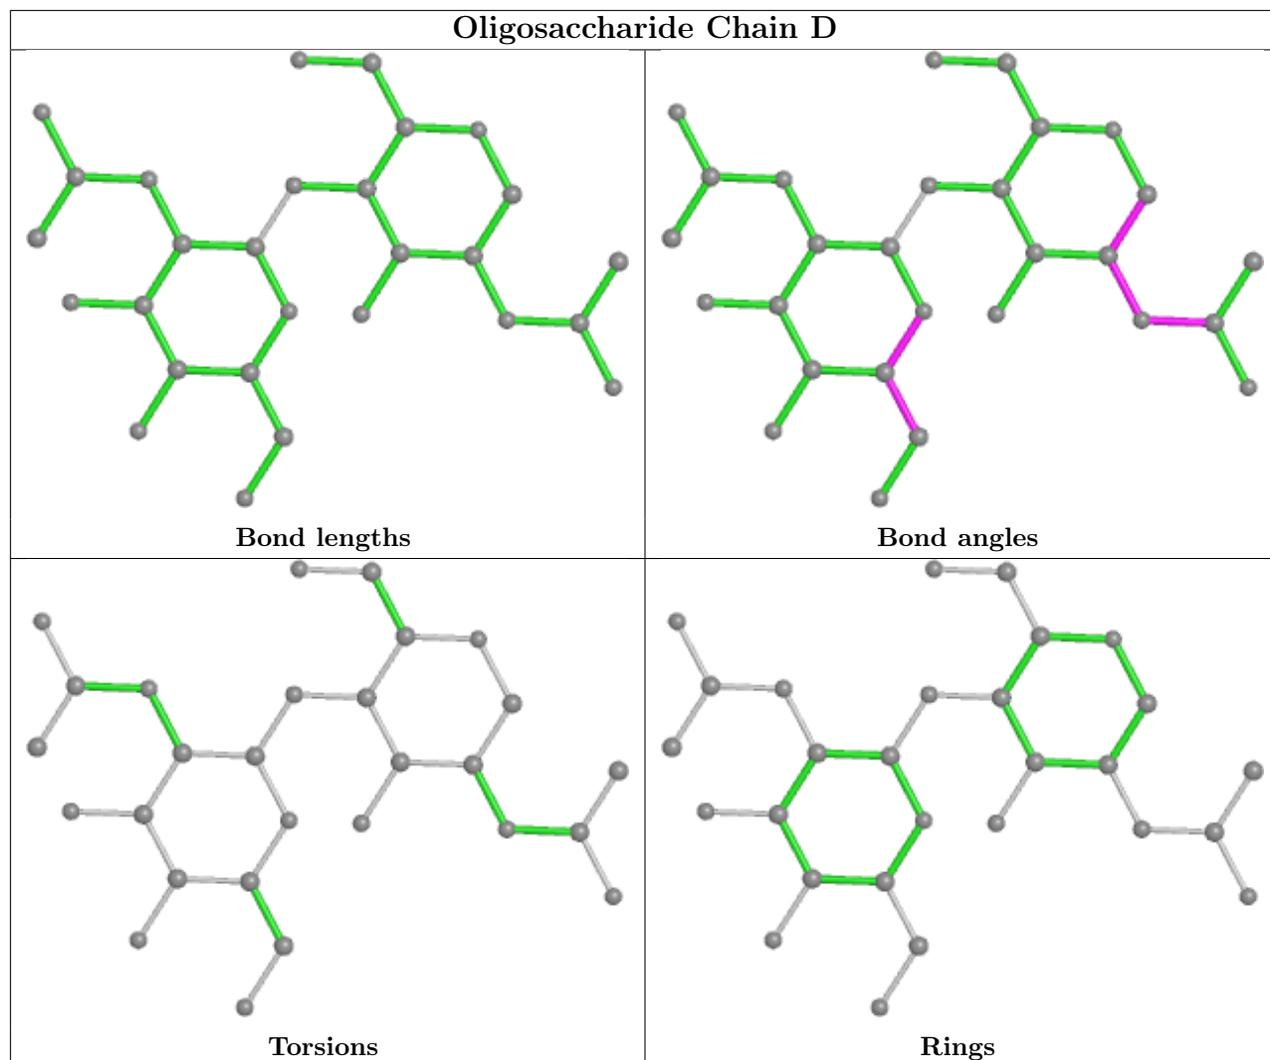 Oligosaccharide Chain D
Bond lengths
Bond angles
Torsions
Rings